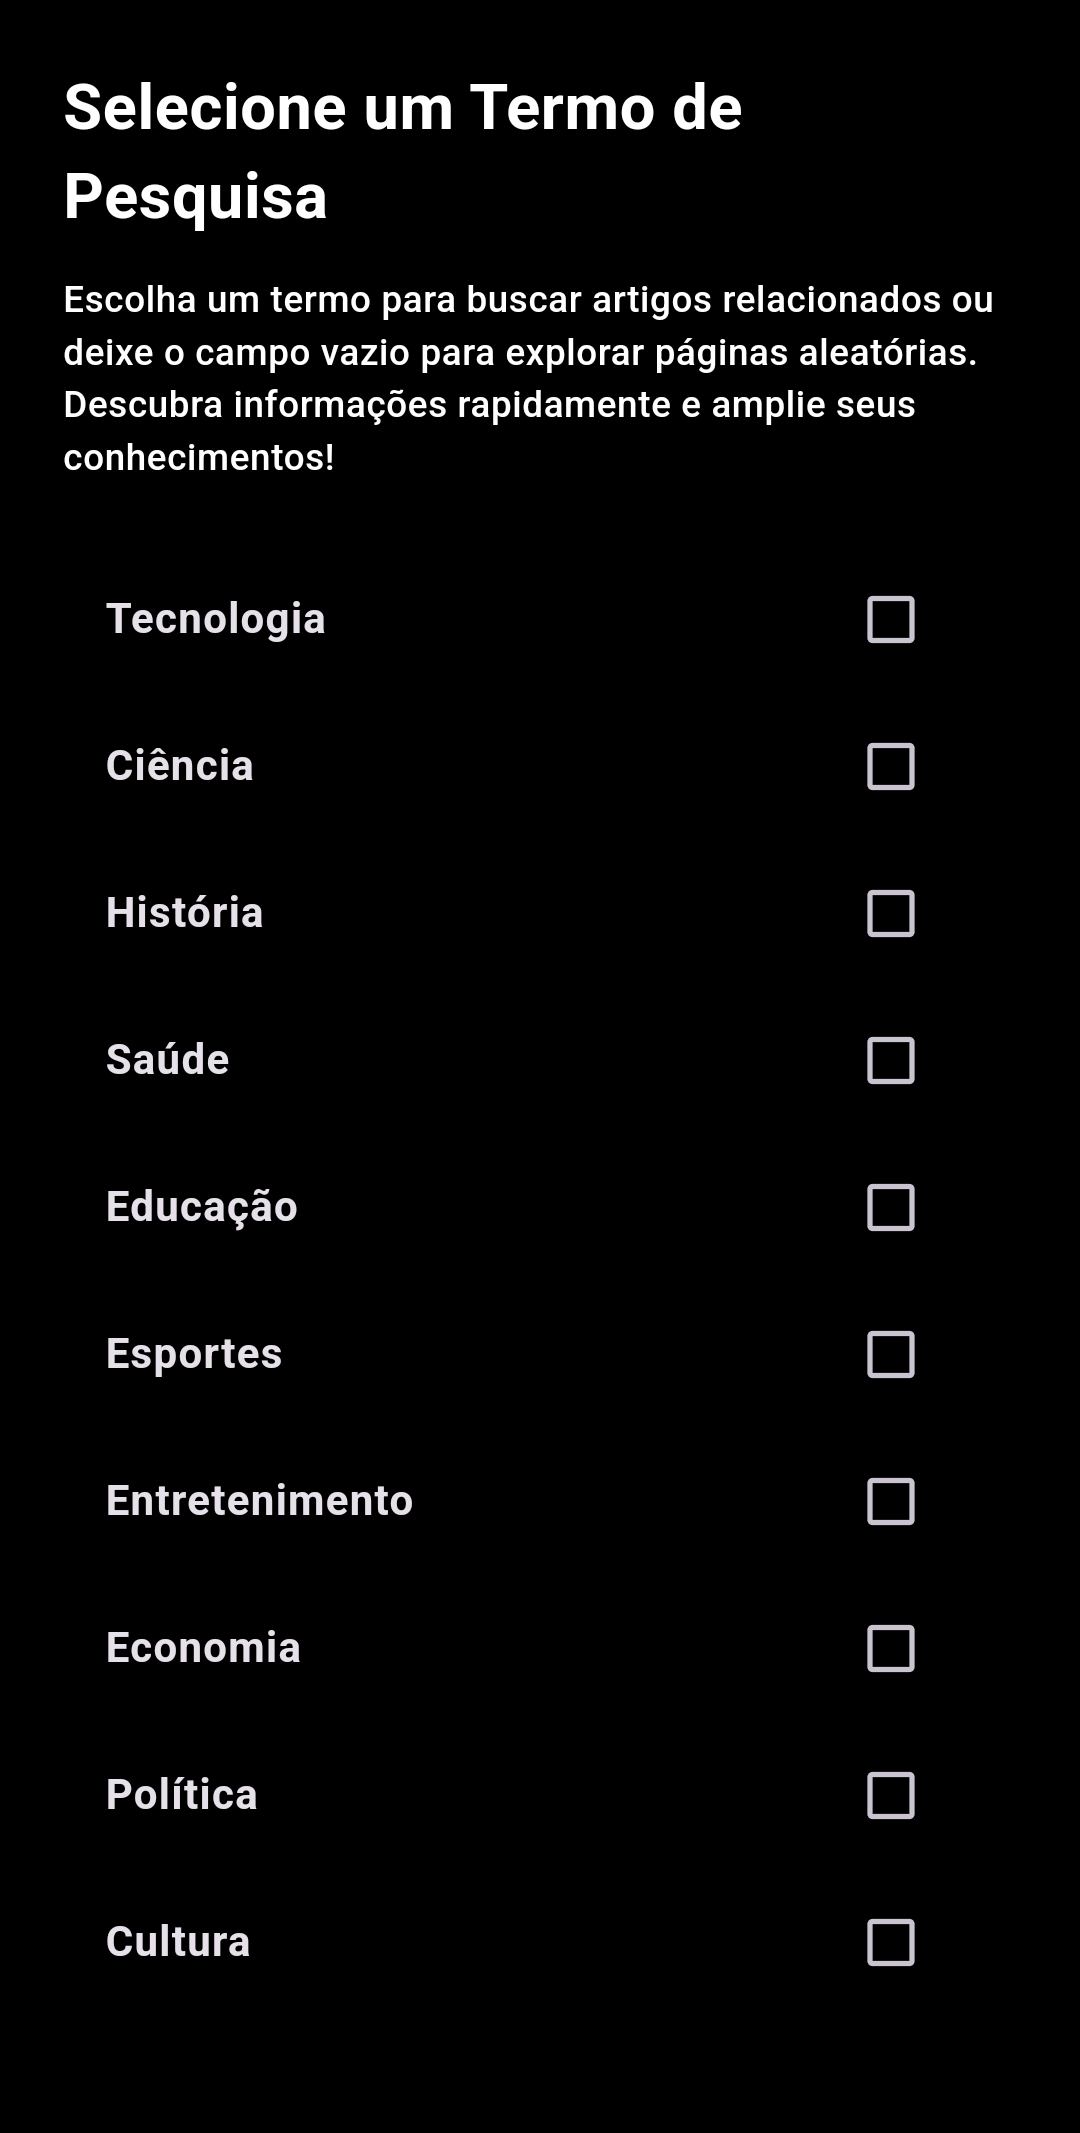 Selecione um Termo de
Pesquisa
Escolha um termo para buscar artigos relacionados ou
deixe o campo vazio para explorar páginas aleatórias.
Descubra informações rapidamente e amplie seus
conhecimentos!
Tecnologia
Ciência
História
Saúde
Educação
Esportes
Entretenimento
Economia
Política
Cultura